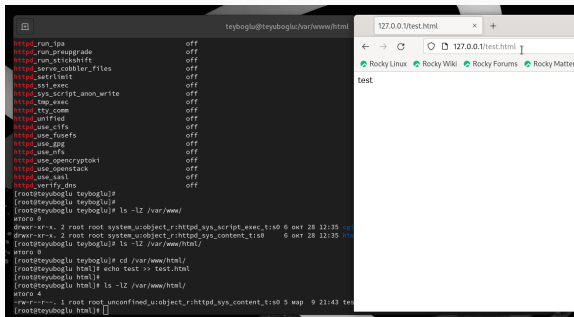 teyboglu@teyuboglu:/var/www/html
httpd_run_ipa off
httpd_run_preupgrade off
httpd_run_stickshift off
httpd_serve_cobbler_files off
httpd_setrlimit off
httpd_ssi_exec off
httpd_sys_script_anon_write off
httpd_tmp_exec off
httpd_tty_comm off
httpd_unified off
httpd_use_cifs off
httpd_use_fusefs off
httpd_use_gpg off
httpd_use_nfs off
httpd_use_opencryptoki off
httpd_use_openstack off
httpd_use_sasl off
httpd_verify_dns off
[root@teyuboglu teyboglu]#
[root@teyuboglu teyboglu]#
[root@teyuboglu teyboglu]# ls -lZ /var/www/
итого 0
drwxr-xr-x. 2 root root system_u:object_r:httpd_sys_script_exec_t:s0 6 окт 28 12:35 cgi
drwxr-xr-x. 2 root root system_u:object_r:httpd_sys_content_t:s0 6 окт 28 12:35
[root@teyuboglu teyboglu]# ls -lZ /var/www/html/
итого 0
[root@teyuboglu teyboglu]# cd /var/www/html/
[root@teyuboglu html]# echo test >> test.html
[root@teyuboglu html]#
[root@teyuboglu html]# ls -lZ /var/www/html/
итого 4
-rw-r--r--. 1 root root unconfined_u:object_r:httpd_sys_content_t:s0 5 мар 9 21:43 tes
[root@teyuboglu html]#
127.0.0.1/test.html × +
127.0.0.1/test.html
Rocky Linux Rocky Wiki Rocky Forums Rocky Matter
test